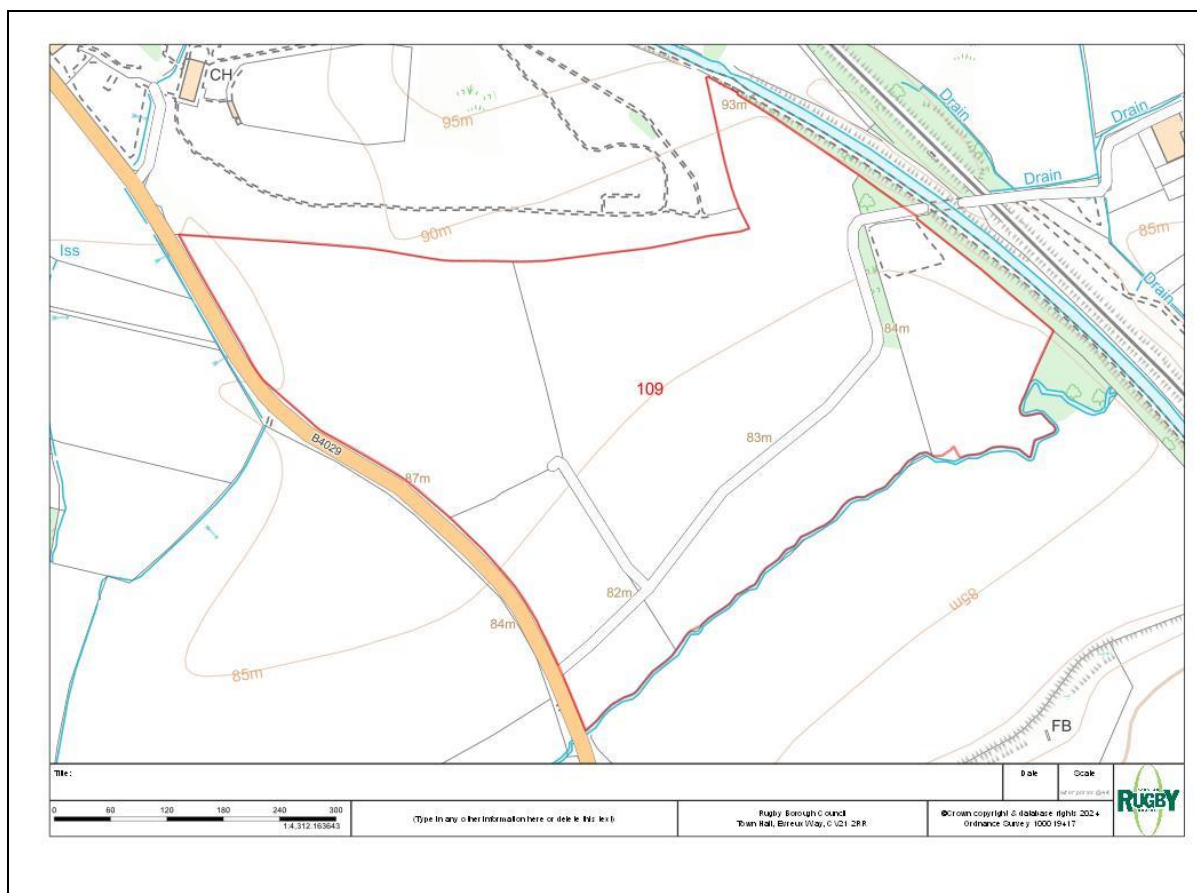 CH
95m
93m
Drain
Drain
Drain
90m
85m
Iss
Drain
84m
109
B4029
83m
87m
82m
84m
85m
85m
FB
Title:
Date
Scale
0 60 120 180 240 300
1:4,312.163643
(Type in any other information here or delete this text)
Rugby Borough Council
Town Hall, Evreux Way, CV21 2RR
©Crown copyright & database rights 2024
Ordnance Survey 100019417
RUGBY